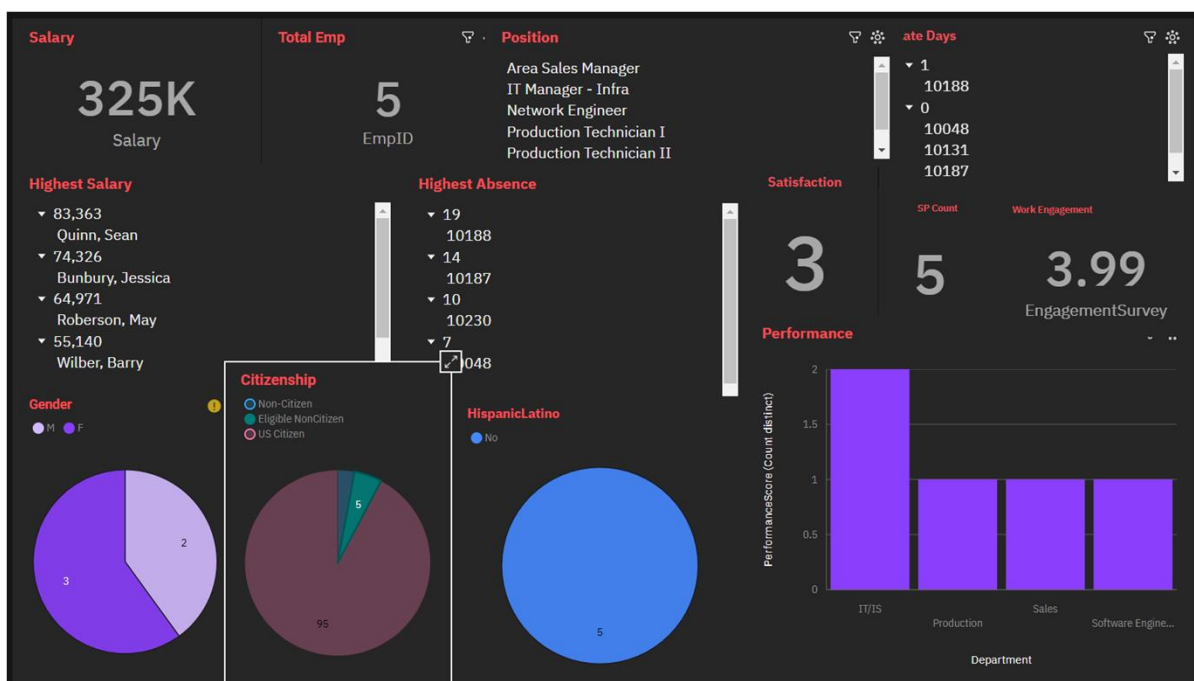 Salary
325K
Salary
Total Emp
5
EmpID
Position
Area Sales Manager
IT Manager - Infra
Network Engineer
Production Technician I
Production Technician II
ate Days
1
10188
0
10048
10131
10187
Highest Salary
83,363
Quinn, Sean
74,326
Bunbury, Jessica
64,971
Roberson, May
55,140
Wilber, Barry
Highest Absence
19
10188
14
10187
10
10230
7
0048
Satisfaction
3
SP Count
5
Work Engagement
3.99
EngagementSurvey
Gender
M F
2
3
Citizenship
Non-Citizen
Eligible NonCitizen
US Citizen
5
95
HispanicLatino
No
5
Performance
PerformanceScore (Count distinct)
2
1.5
1
0.5
0
IT/IS
Production
Sales
Software Engine...
Department